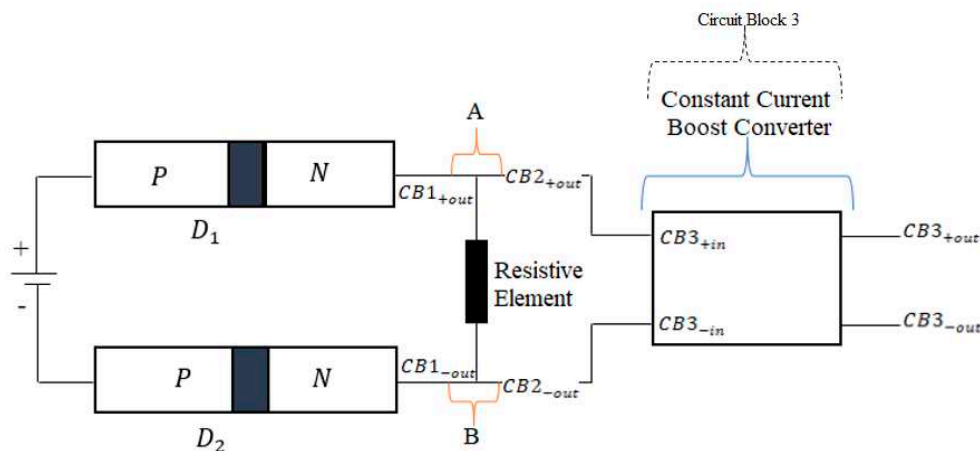 Circuit Block 3
Constant Current
Boost Converter
A
P
N
CB1+out
CB2+out
D1
CB3+in
CB3+out
+
-
Resistive
Element
CB3-in
CB3-out
P
N
CB1-out
CB2-out
B
D2